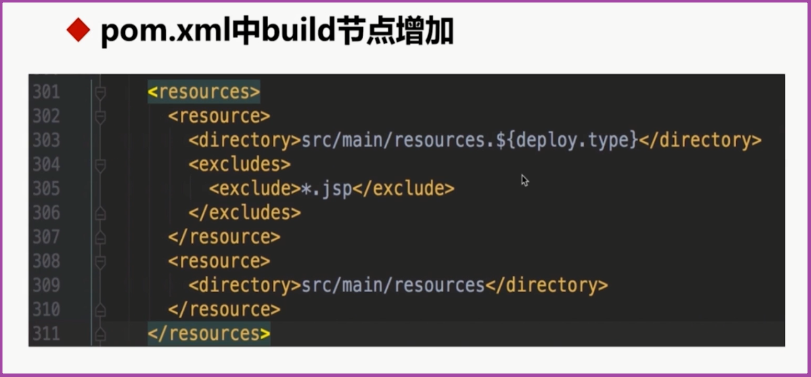 pom.xml中build节点增加
301 <resources>
302 <resource>
303 <directory>src/main/resources.${deploy.type}</directory>
304 <excludes>
305 <exclude>*.jsp</exclude>
306 </excludes>
307 </resource>
308 <resource>
309 <directory>src/main/resources</directory>
310 </resource>
311 </resources>